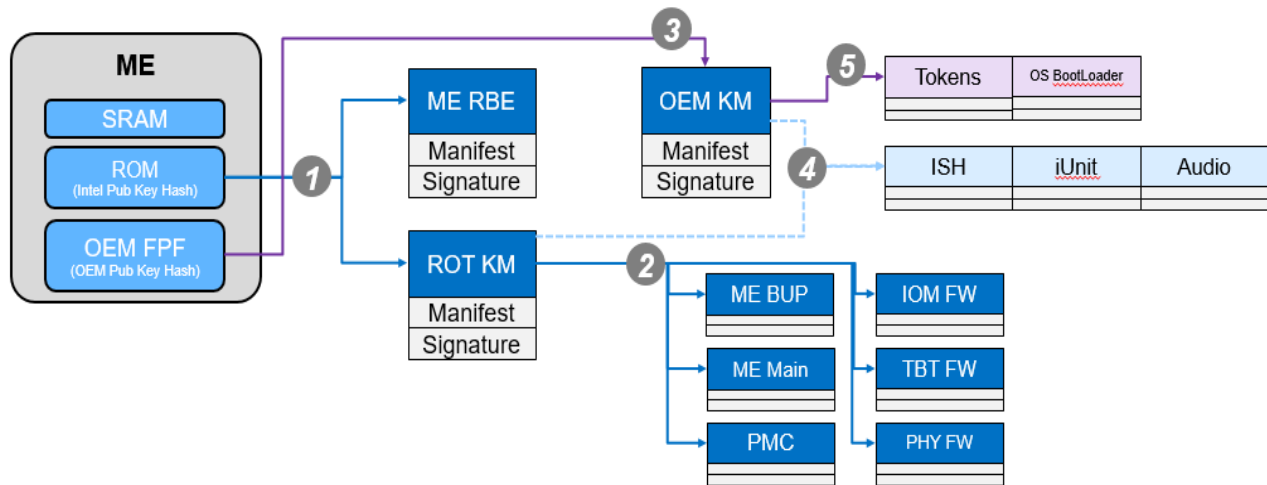 ME
SRAM
ROM
(Intel Pub Key Hash)
OEM FPF
(OEM Pub Key Hash)
1
ME RBE
Manifest
Signature
ROT KM
Manifest
Signature
2
3
OEM KM
Manifest
Signature
4
5
Tokens
OS BootLoader
ISH
iUnit
Audio
ME BUP
IOM FW
ME Main
TBT FW
PMC
PHY FW